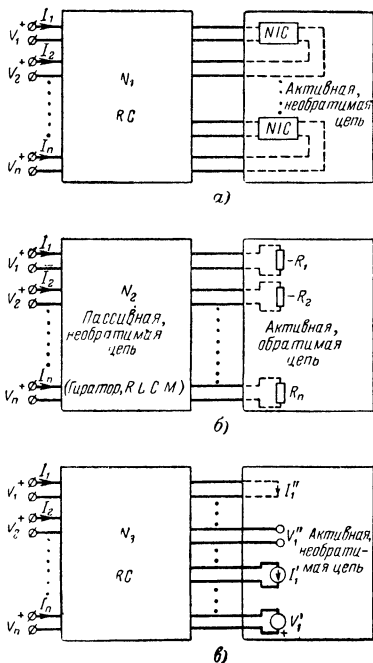 I₁
V₁ +
I₂
V₂ +
Iₙ
Vₙ +
N₁
RC
NIC
Активная,
необратимая
цепь
NIC
а)
I₁
V₁ +
I₂
V₂ +
Iₙ
Vₙ +
N₂
Пассивная,
необратимая
цепь
(Гиратор, RLCM)
-R₁
-R₂
Активная,
обратимая
цепь
Rₙ
б)
I₁
V₁ +
I₂
V₂ +
Iₙ
Vₙ +
N₃
RC
I₁''
V₁''
Активная,
необрати-
мая цепь
I₁'
V₁'
+
в)